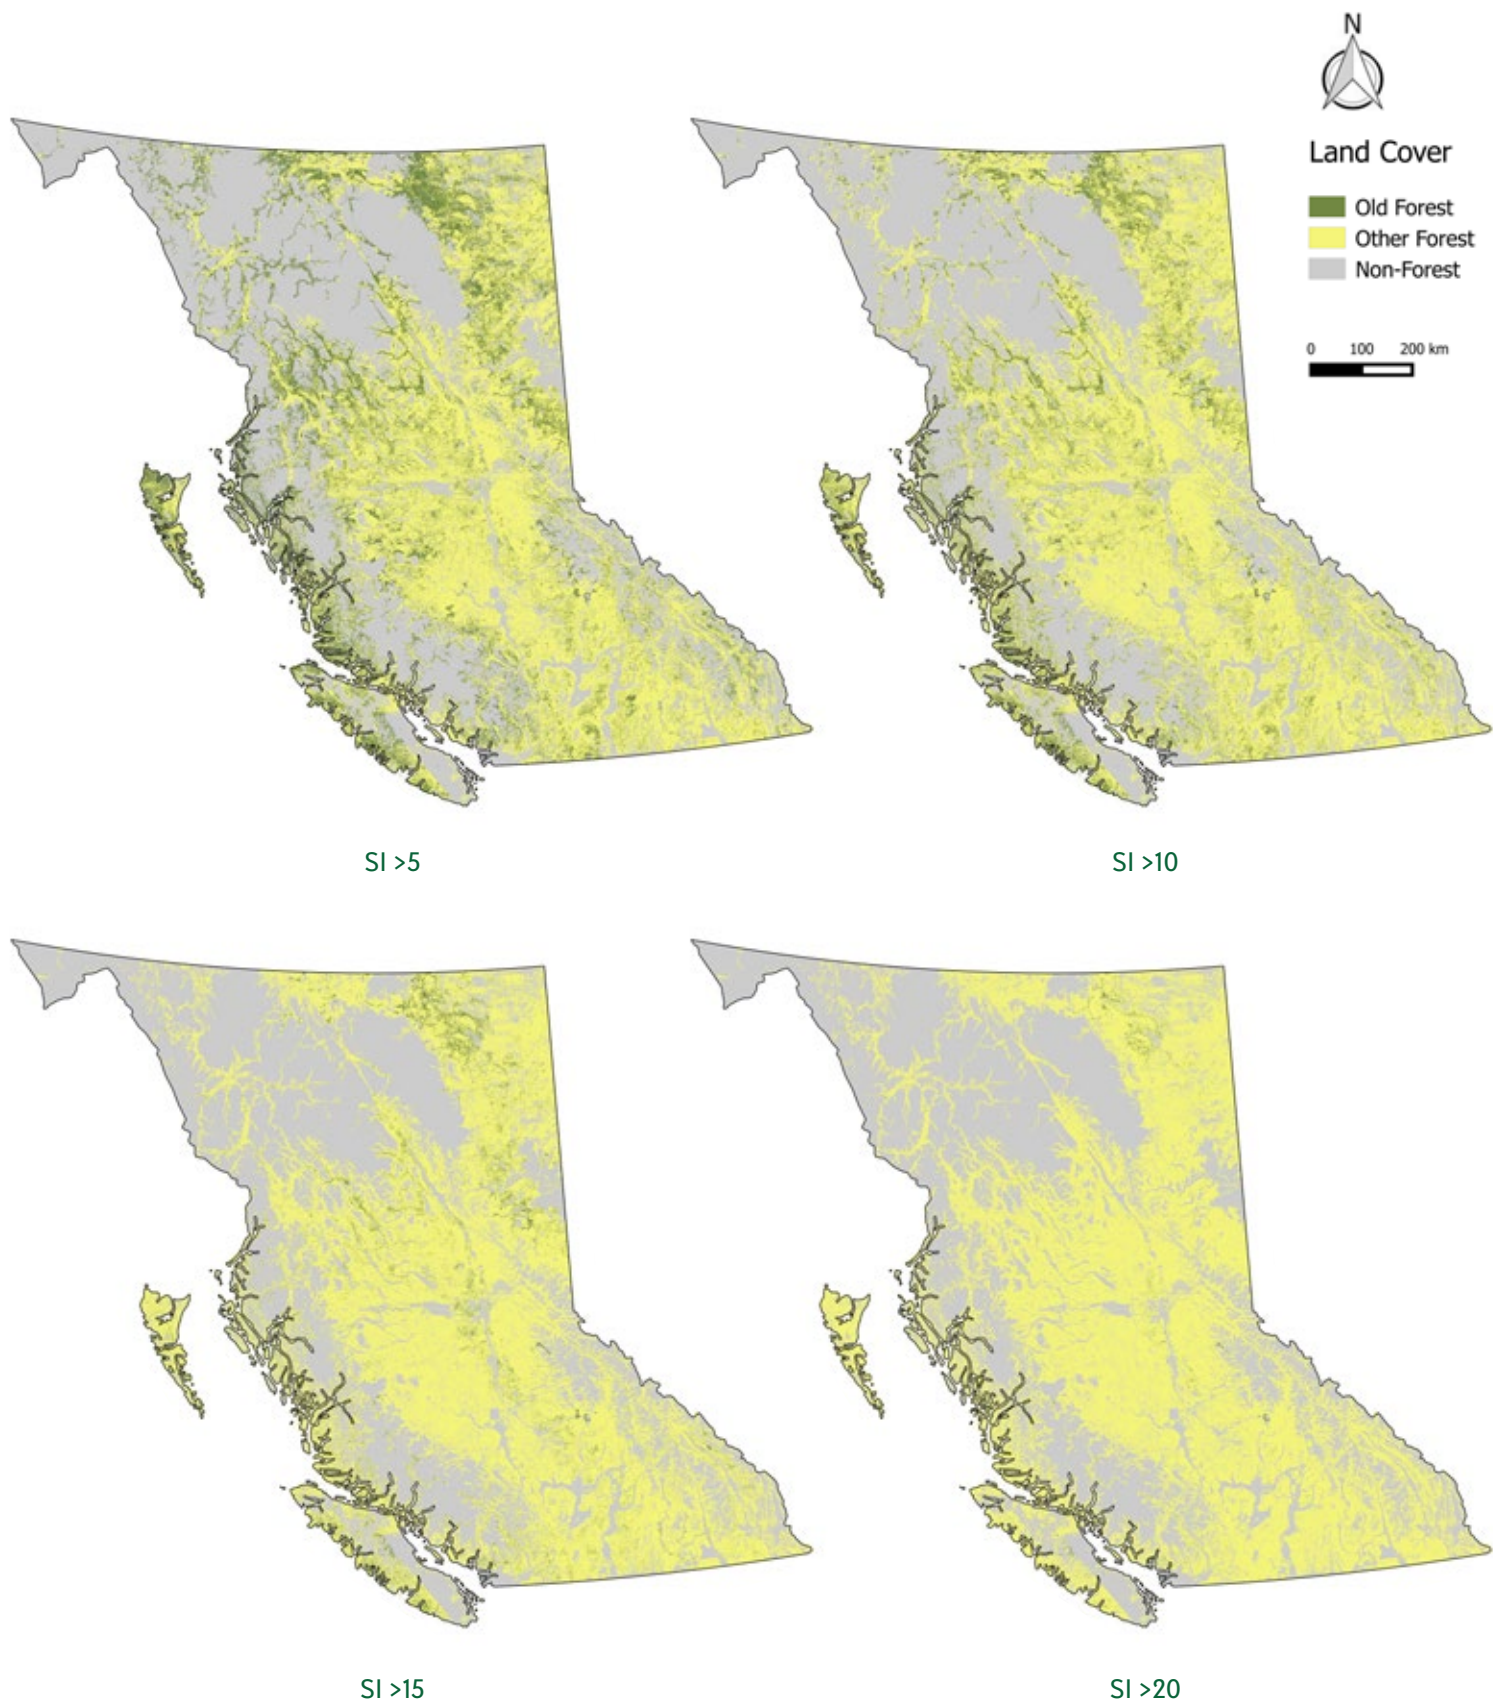 N
Land Cover
Old Forest
Other Forest
Non-Forest
0 100 200 km
SI >5
SI >10
SI >15
SI >20